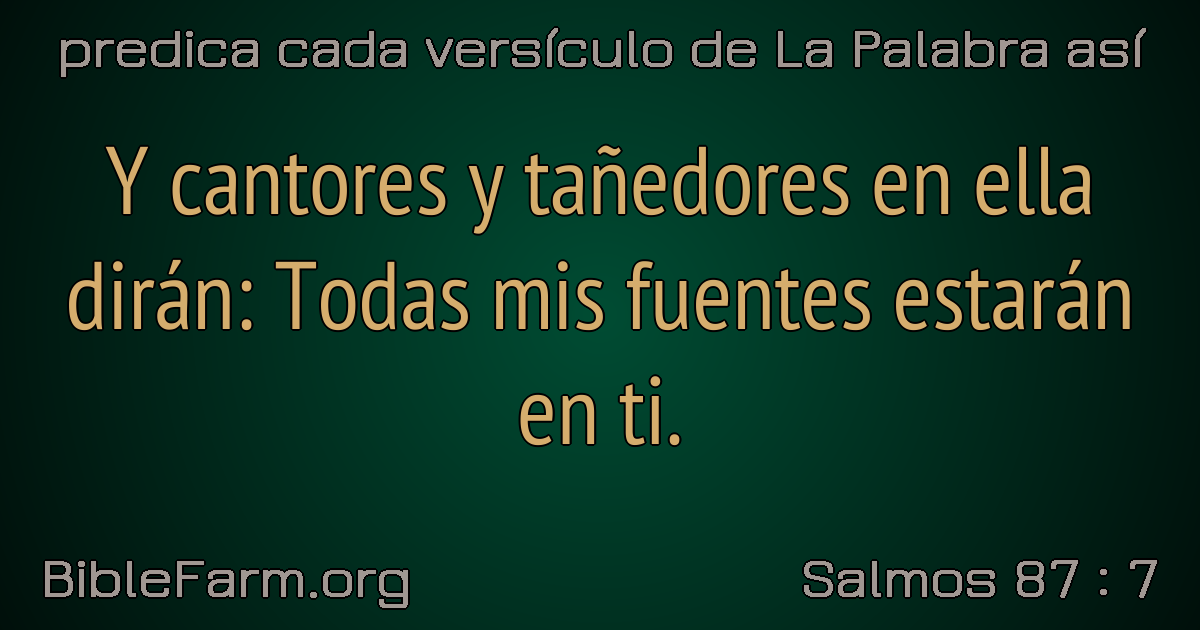 predica cada versículo de La Palabra así
Y cantores y tañedores en ella
dirán: Todas mis fuentes estarán
en ti.
BibleFarm.org
Salmos 87 : 7